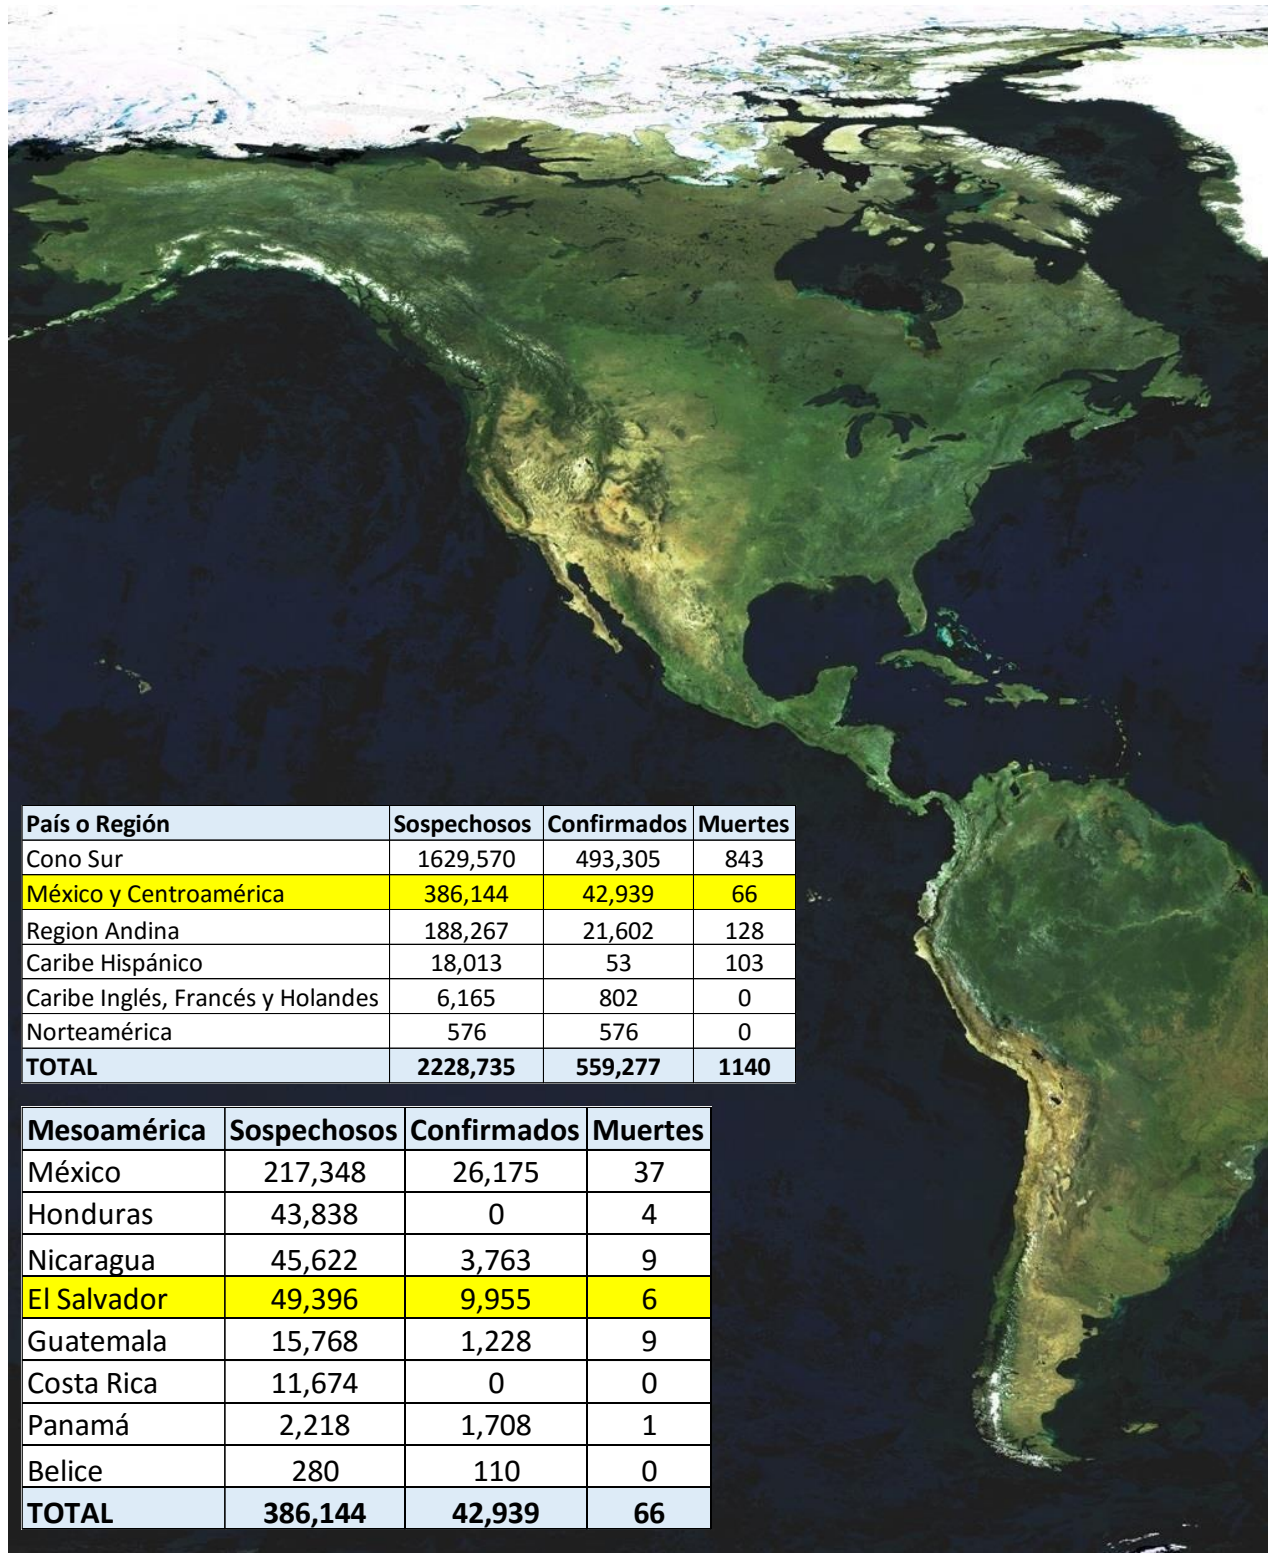 País o Región Sospechosos Confirmados Muertes
Cono Sur 1629,570 493,305 843
México y Centroamérica 386,144 42,939 66
Region Andina 188,267 21,602 128
Caribe Hispánico 18,013 53 103
Caribe Inglés, Francés y Holandes 6,165 802 0
Norteamérica 576 576 0
TOTAL 2228,735 559,277 1140
Mesoamérica Sospechosos Confirmados Muertes
México 217,348 26,175 37
Honduras 43,838 0 4
Nicaragua 45,622 3,763 9
El Salvador 49,396 9,955 6
Guatemala 15,768 1,228 9
Costa Rica 11,674 0 0
Panamá 2,218 1,708 1
Belice 280 110 0
TOTAL 386,144 42,939 66